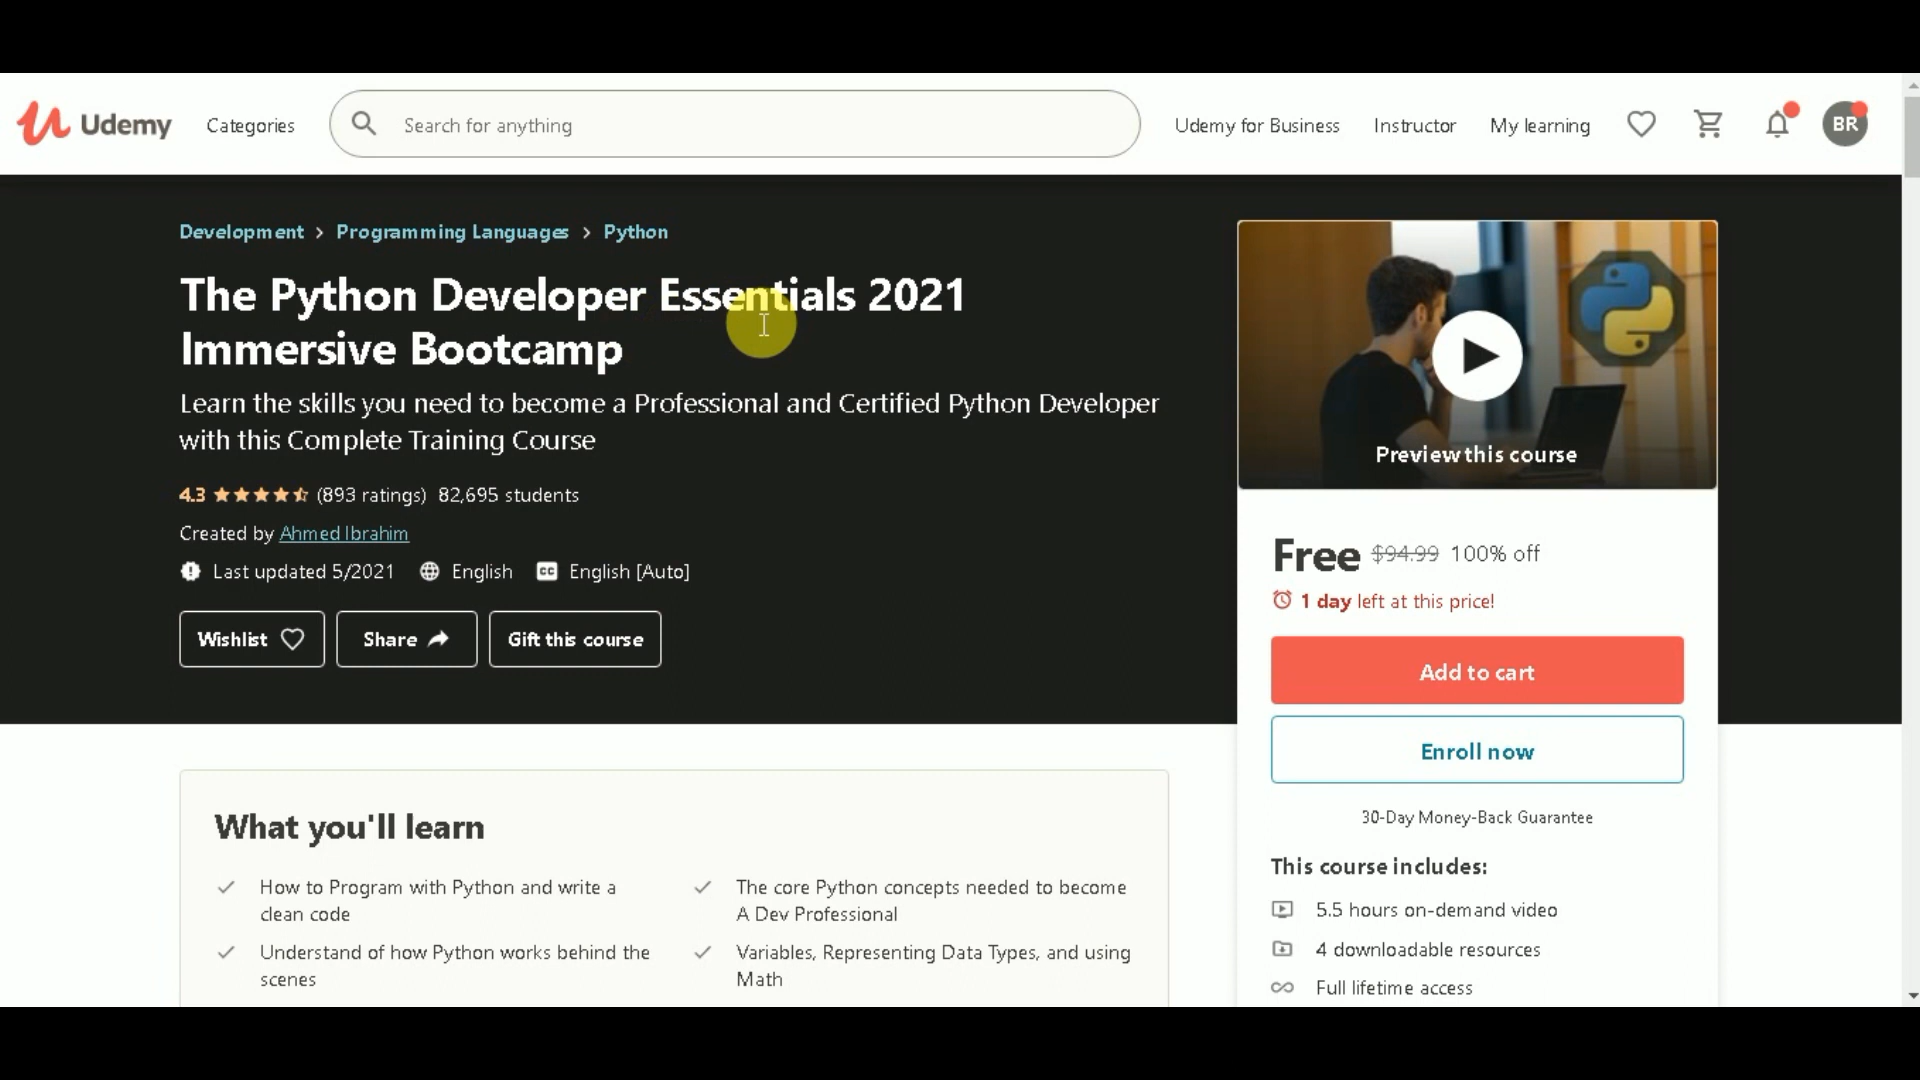 Udemy
Categories
Search for anything
Udemy for Business
Instructor
My learning
BR
Development > Programming Languages > Python
The Python Developer Essentials 2021
Immersive Bootcamp
Learn the skills you need to become a Professional and Certified Python Developer
with this Complete Training Course
4.3 (893 ratings) 82,695 students
Created by Ahmed Ibrahim
Last updated 5/2021 English CC English [Auto]
Wishlist
Share
Gift this course
Preview this course
Free $94.99 100% off
1 day left at this price!
Add to cart
Enroll now
30-Day Money-Back Guarantee
This course includes:
5.5 hours on-demand video
4 downloadable resources
Full lifetime access
What you'll learn
How to Program with Python and write a
clean code
The core Python concepts needed to become
A Dev Professional
Understand of how Python works behind the
scenes
Variables, Representing Data Types, and using
Math